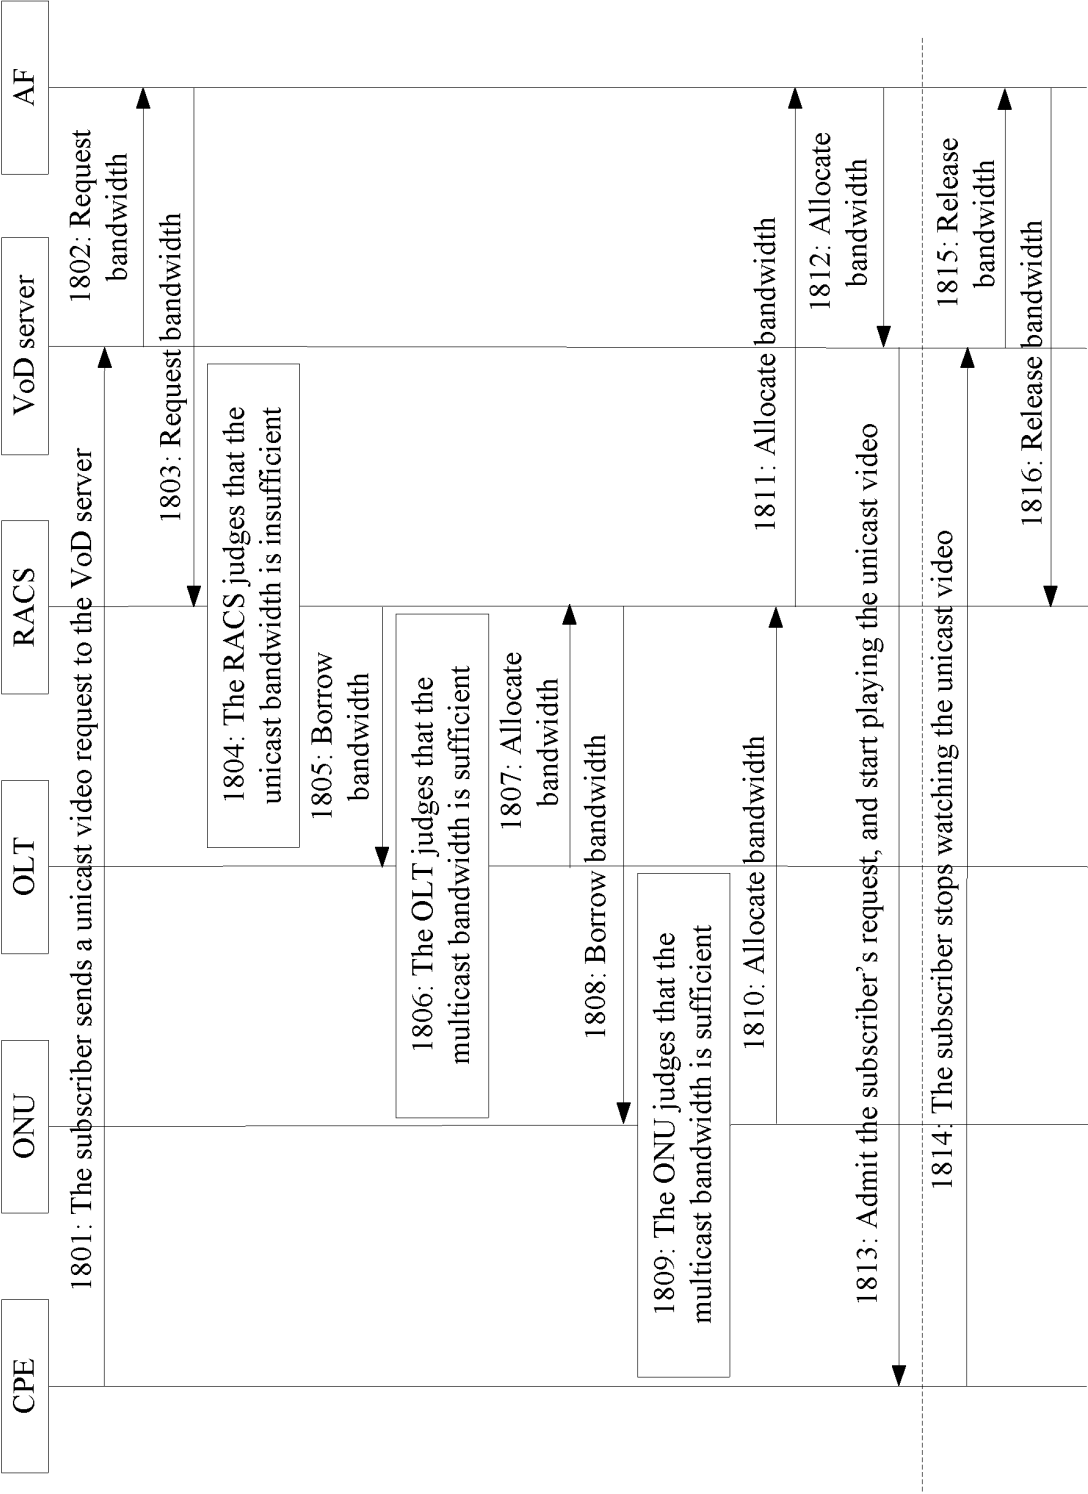 CPE
ONU
OLT
RACS
VoD server
AF
1801: The subscriber sends a unicast video request to the VoD server
1802: Request
bandwidth
1803: Request bandwidth
1804: The RACS judges that the
unicast bandwidth is insufficient
1805: Borrow
bandwidth
1806: The OLT judges that the
multicast bandwidth is sufficient
1807: Allocate
bandwidth
1808: Borrow bandwidth
1809: The ONU judges that the
multicast bandwidth is sufficient
1810: Allocate bandwidth
1811: Allocate bandwidth
1812: Allocate
bandwidth
1813: Admit the subscriber's request, and start playing the unicast video
1814: The subscriber stops watching the unicast video
1815: Release
bandwidth
1816: Release bandwidth